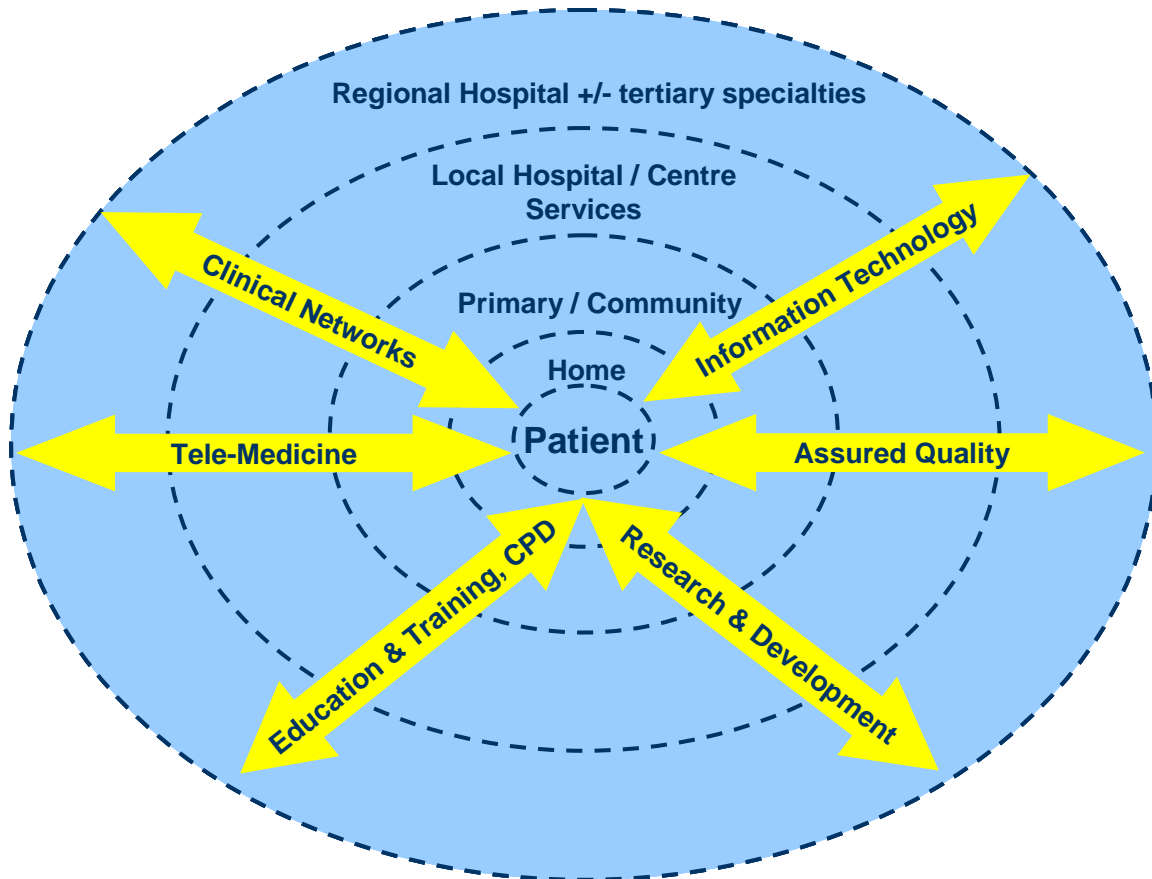 Regional Hospital +/- tertiary specialties
Local Hospital / Centre
Services
Clinical Networks
Information Technology
Primary / Community
Home
Patient
Tele-Medicine
Assured Quality
Education & Training, CPD
Research & Development